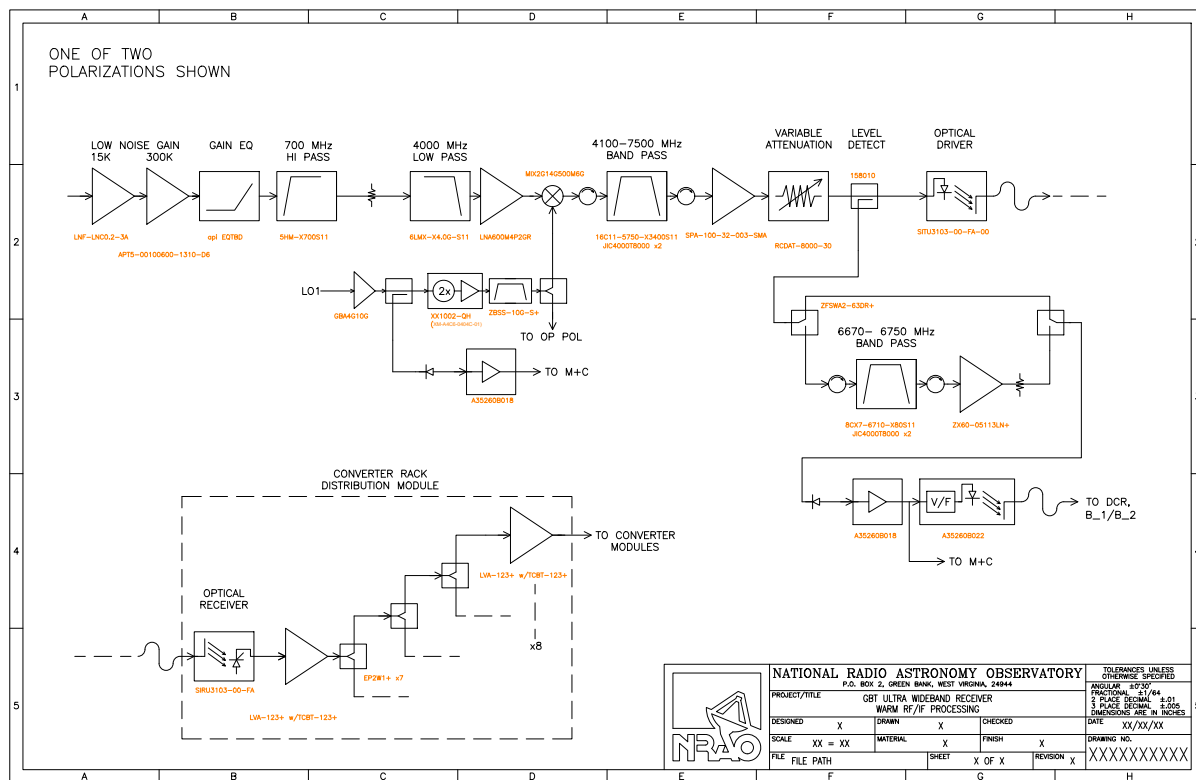 A B C D E F G H
ONE OF TWO
POLARIZATIONS SHOWN
1
LOW NOISE GAIN
15K 300K
GAIN EQ
700 MHz
HI PASS
4000 MHz
LOW PASS
4100-7500 MHz
BAND PASS
VARIABLE
ATTENUATION
LEVEL
DETECT
OPTICAL
DRIVER
MIX2G14G500M6G
158010
LNF-LNC0.2-3A
APT5-00100600-1310-D6
apl EQTBD
5HM-X700S11
6LMX-X4.0G-S11
LNA600M4P2GR
16C11-5750-X3400S11
JIC4000T8000 x2
SPA-100-32-003-SMA
RCDAT-8000-30
SITU3103-00-FA-00
2
LO1
2x
GBA4G10G
XX1002-QH
ZBSS-10G-S+
TO OP POL
ZFSWA2-63DR+
6670- 6750 MHz
BAND PASS
TO M+C
A35260B018
3
8CX7-6710-X80S11
JIC4000T8000 x2
ZX60-05113LN+
CONVERTER RACK
DISTRIBUTION MODULE
V/F
TO DCR,
B_1/B_2
A35260B018
A35260B022
TO CONVERTER
MODULES
4
TO M+C
LVA-123+ w/TCBT-123+
OPTICAL
RECEIVER
x8
EP2W1+ x7
SIRU3103-00-FA
LVA-123+ w/TCBT-123+
5
NRAO
NATIONAL RADIO ASTRONOMY OBSERVATORY
P.O. BOX 2, GREEN BANK, WEST VIRGINIA, 24944
TOLERANCES UNLESS
OTHERWISE SPECIFIED
ANGULAR ±0°30'
FRACTIONAL ±1/64
2 PLACE DECIMAL ±.01
3 PLACE DECIMAL ±.005
DIMENSIONS ARE IN INCHES
PROJECT/TITLE
GBT ULTRA WIDEBAND RECEIVER
WARM RF/IF PROCESSING
DESIGNED X DRAWN X CHECKED
DATE XX/XX/XX
SCALE XX = XX MATERIAL X FINISH X
DRAWING NO.
XXXXXXXXXX
FILE FILE PATH SHEET X OF X REVISION X
A B C D E F G H